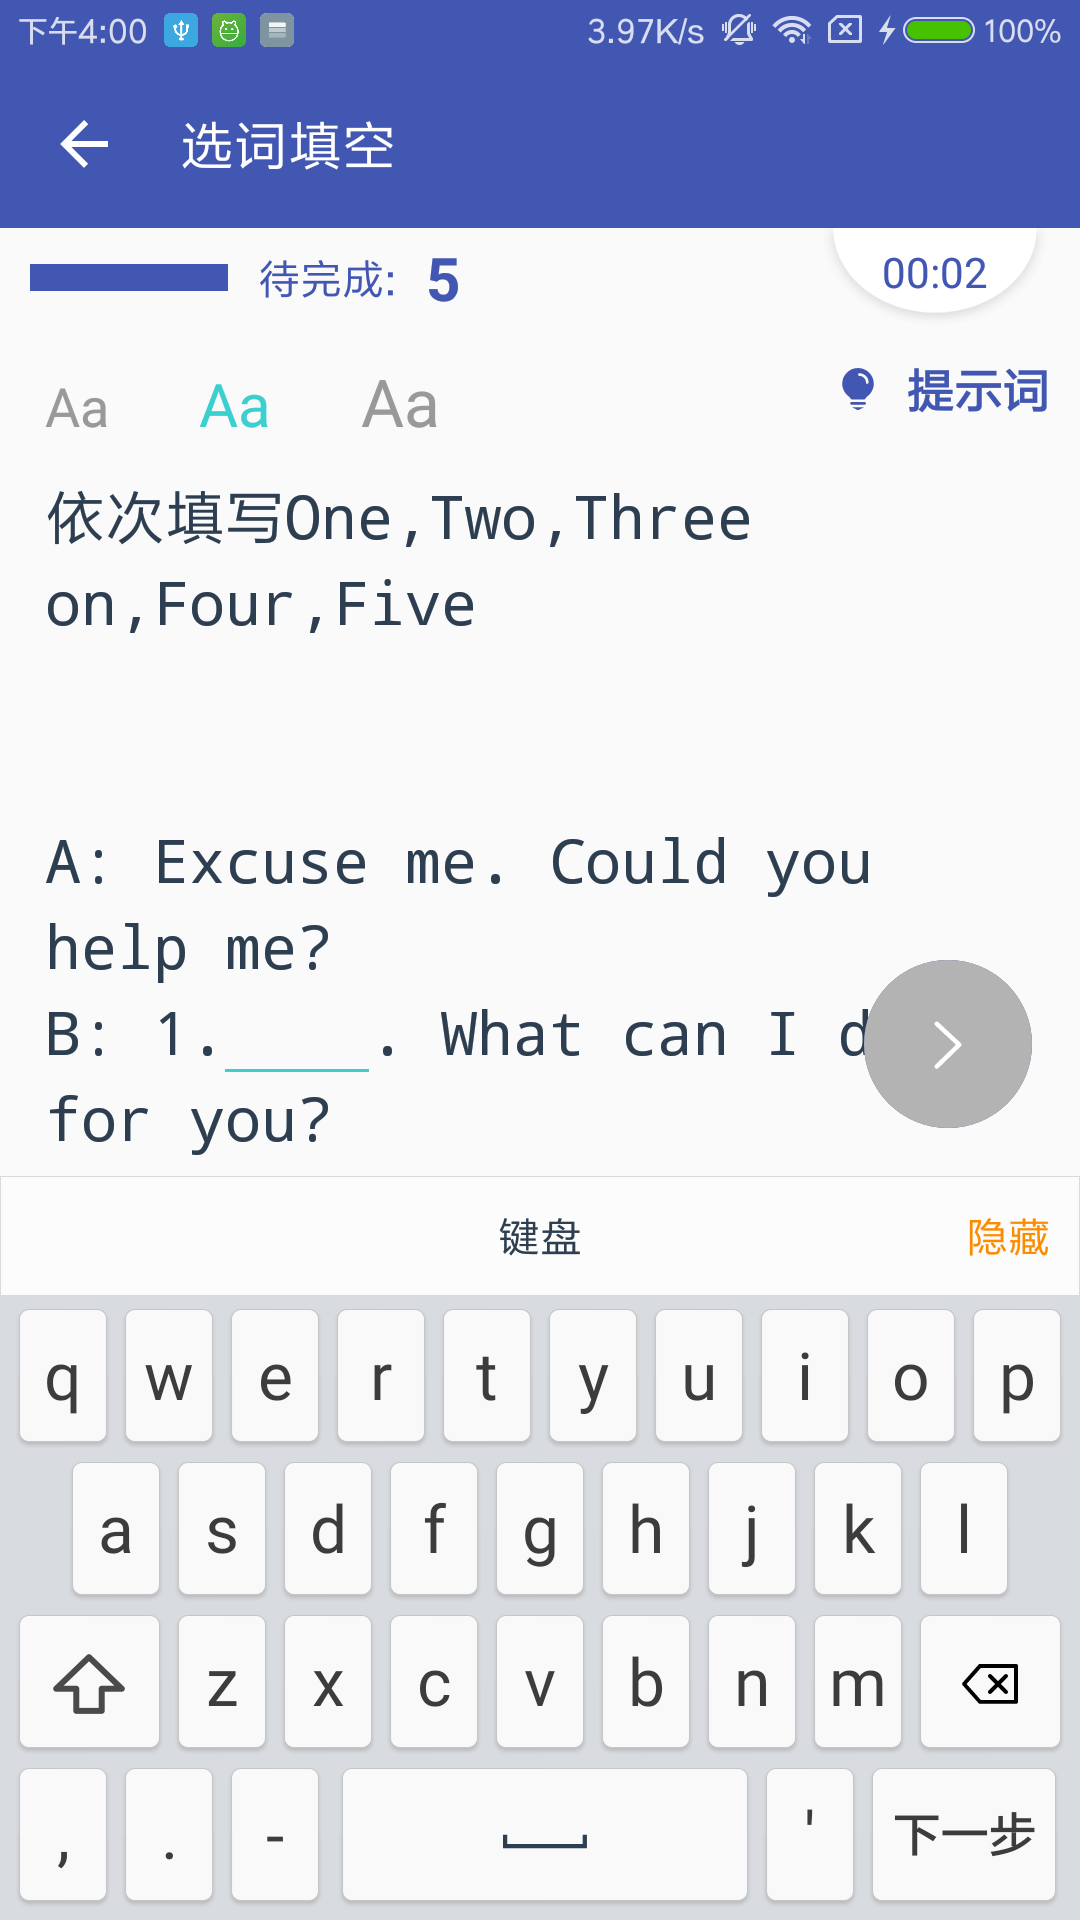 下午4:00 3.97K/s 100%
选词填空
待完成: 5 00:02
Aa Aa Aa 提示词
依次填写One,Two,Three
on,Four,Five
A: Excuse me. Could you
help me?
B: 1.____. What can I d
for you?
键盘 隐藏
q w e r t y u i o p
a s d f g h j k l
z x c v b n m
, . - ' 下一步